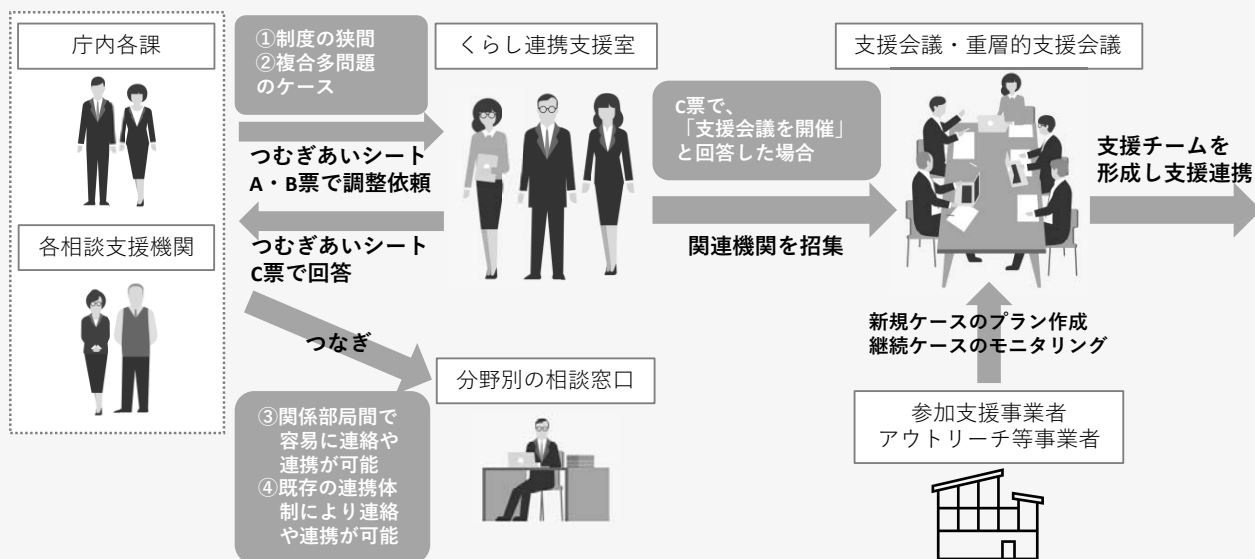 庁内各課
各相談支援機関
①制度の狭間
②複合多問題
のケース
つむぎあいシート
A・B票で調整依頼
つむぎあいシート
C票で回答
つなぎ
③関係部局間で
容易に連絡や
連携が可能
④既存の連携体
制により連絡
や連携が可能
くらし連携支援室
分野別の相談窓口
C票で、
「支援会議を開催」
と回答した場合
関連機関を招集
支援会議・重層的支援会議
新規ケースのプラン作成
継続ケースのモニタリング
参加支援事業者
アウトリーチ等事業者
支援チームを
形成し支援連携